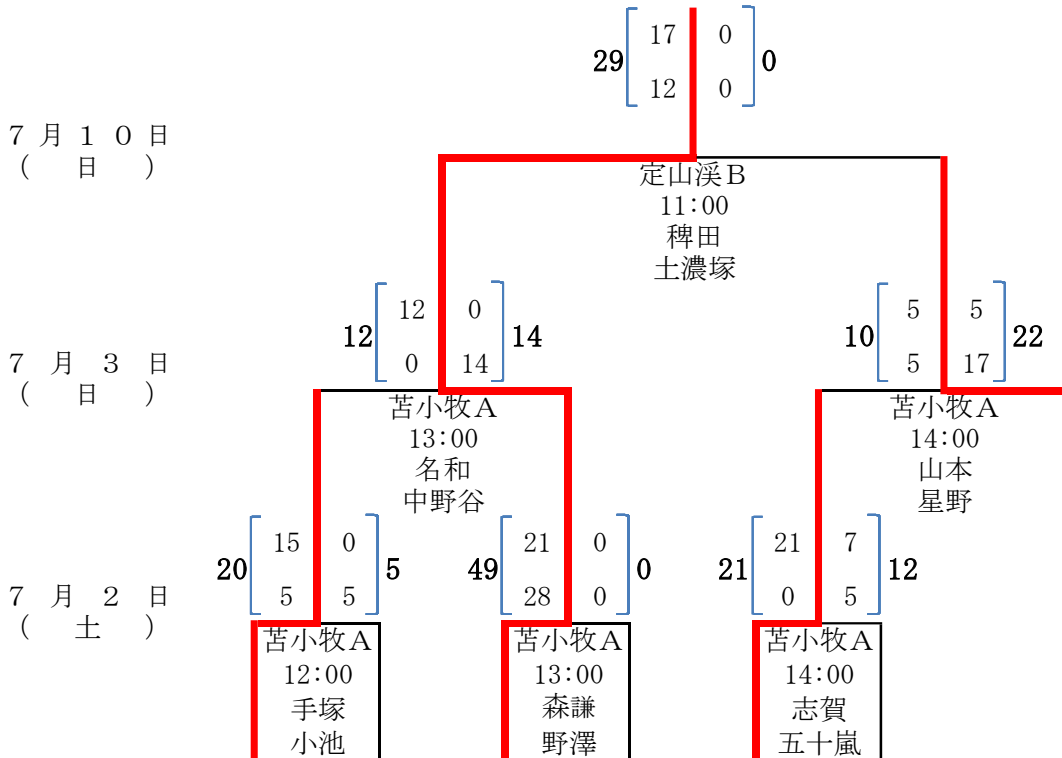 17 0
29 0
12 0
7月10日
(日)
定山渓B
11:00
稗田
土濃塚
12 0
12 14
0 14
5 5
10 22
5 17
7月3日
(日)
苫小牧A
13:00
名和
中野谷
苫小牧A
14:00
山本
星野
15 0
20 5
5 5
21 0
49 0
28 0
21 7
21 12
0 5
7月2日
(土)
苫小牧A
12:00
手塚
小池
苫小牧A
13:00
森謙
野澤
苫小牧A
14:00
志賀
五十嵐